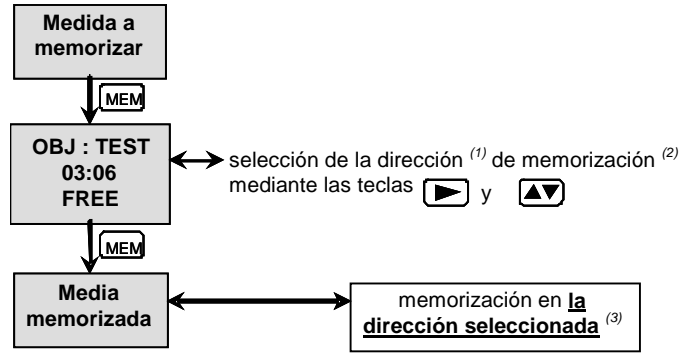 Medida a
memorizar
MEM
OBJ : TEST
03:06
FREE
selección de la dirección (1) de memorización (2)
mediante las teclas ► y ▲▼
MEM
Media
memorizada
memorización en la
dirección seleccionada (3)